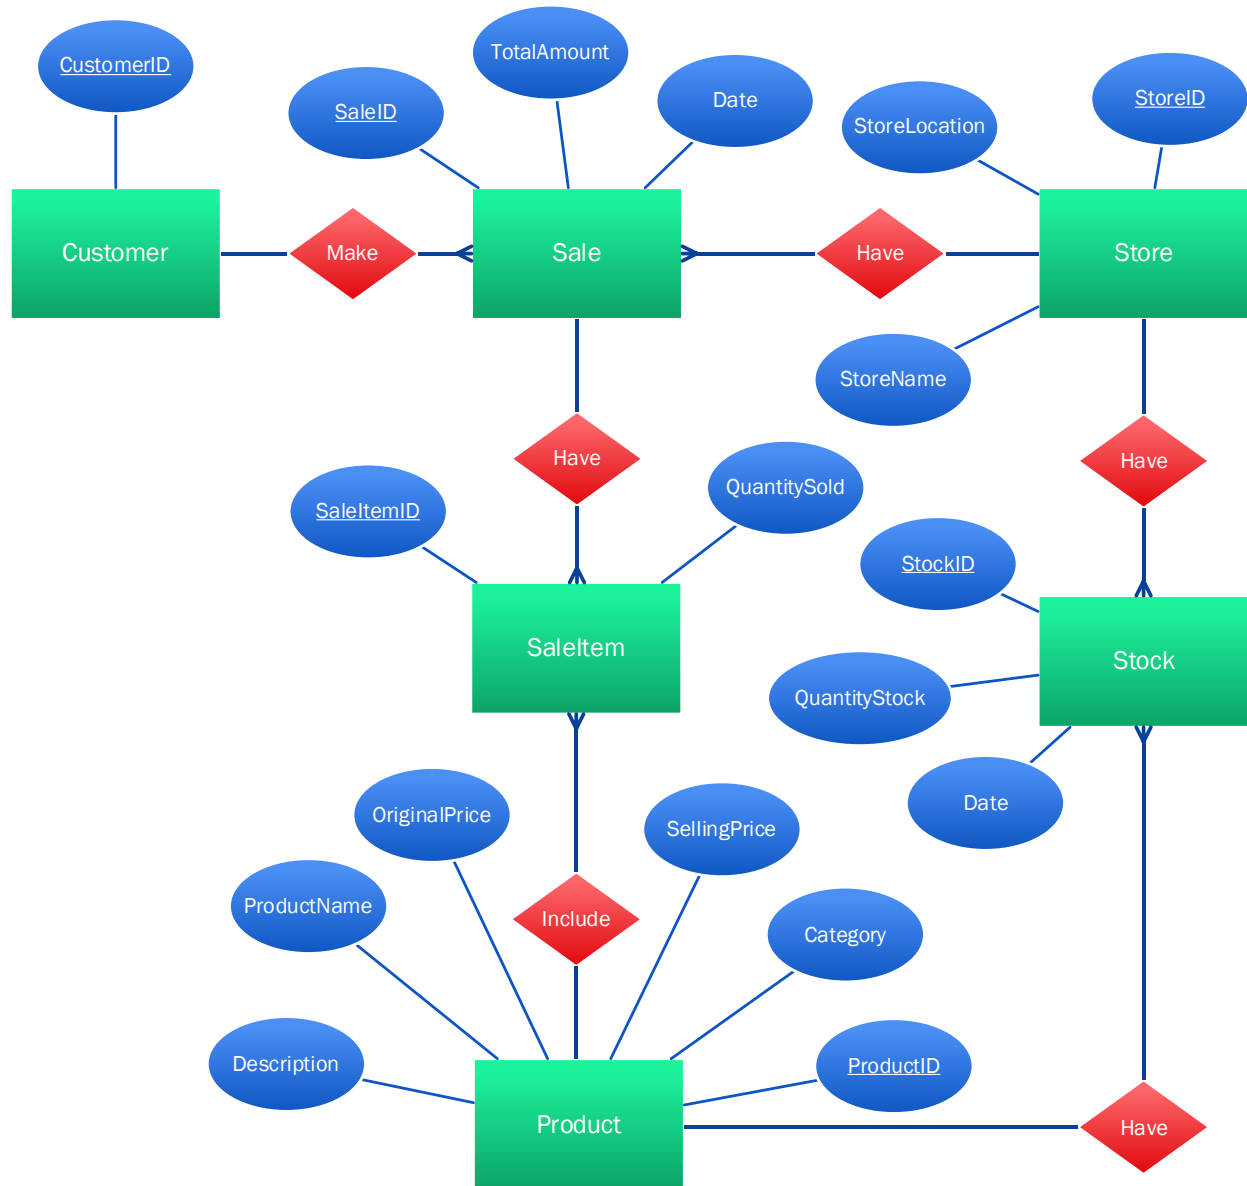 TotalAmount
CustomerID
StoreID
Date
SaleID
StoreLocation
Customer
Make
Sale
Have
Store
StoreName
Have
Have
QuantitySold
SaleItemID
StockID
SaleItem
Stock
QuantityStock
Date
OriginalPrice
SellingPrice
ProductName
Include
Category
Description
ProductID
Product
Have